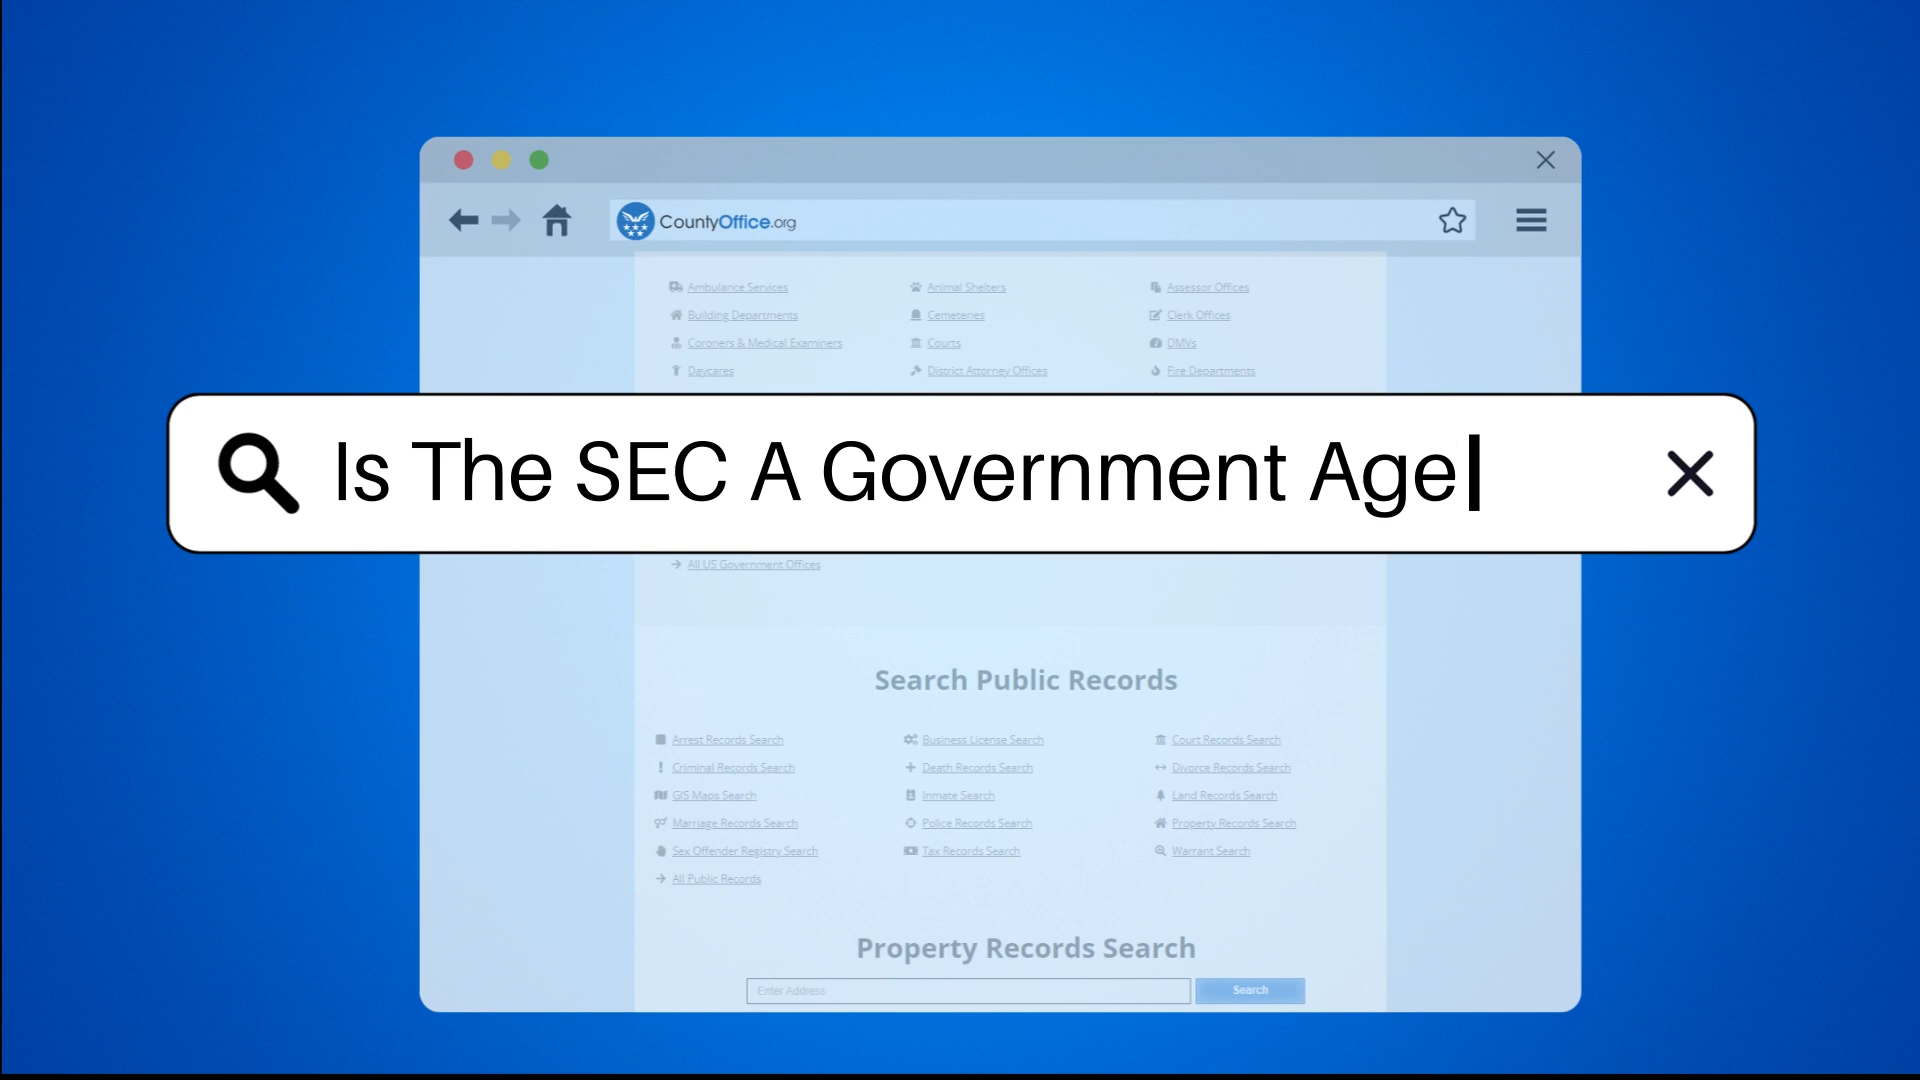 CountyOffice.org
Ambulance Services Animal Shelters Assessor Offices
Building Departments Cemeteries Clerk Offices
Coroners & Medical Examiners Courts DMVs
Daycares District Attorney Offices Fire Departments
Is The SEC A Government Age
All US Government Offices
Search Public Records
Arrest Records Search Business License Search Court Records Search
Criminal Records Search Death Records Search Divorce Records Search
GIS Maps Search Inmate Search Land Records Search
Marriage Records Search Police Records Search Property Records Search
Sex Offender Registry Search Tax Records Search Warrant Search
All Public Records
Property Records Search
Enter Address Search